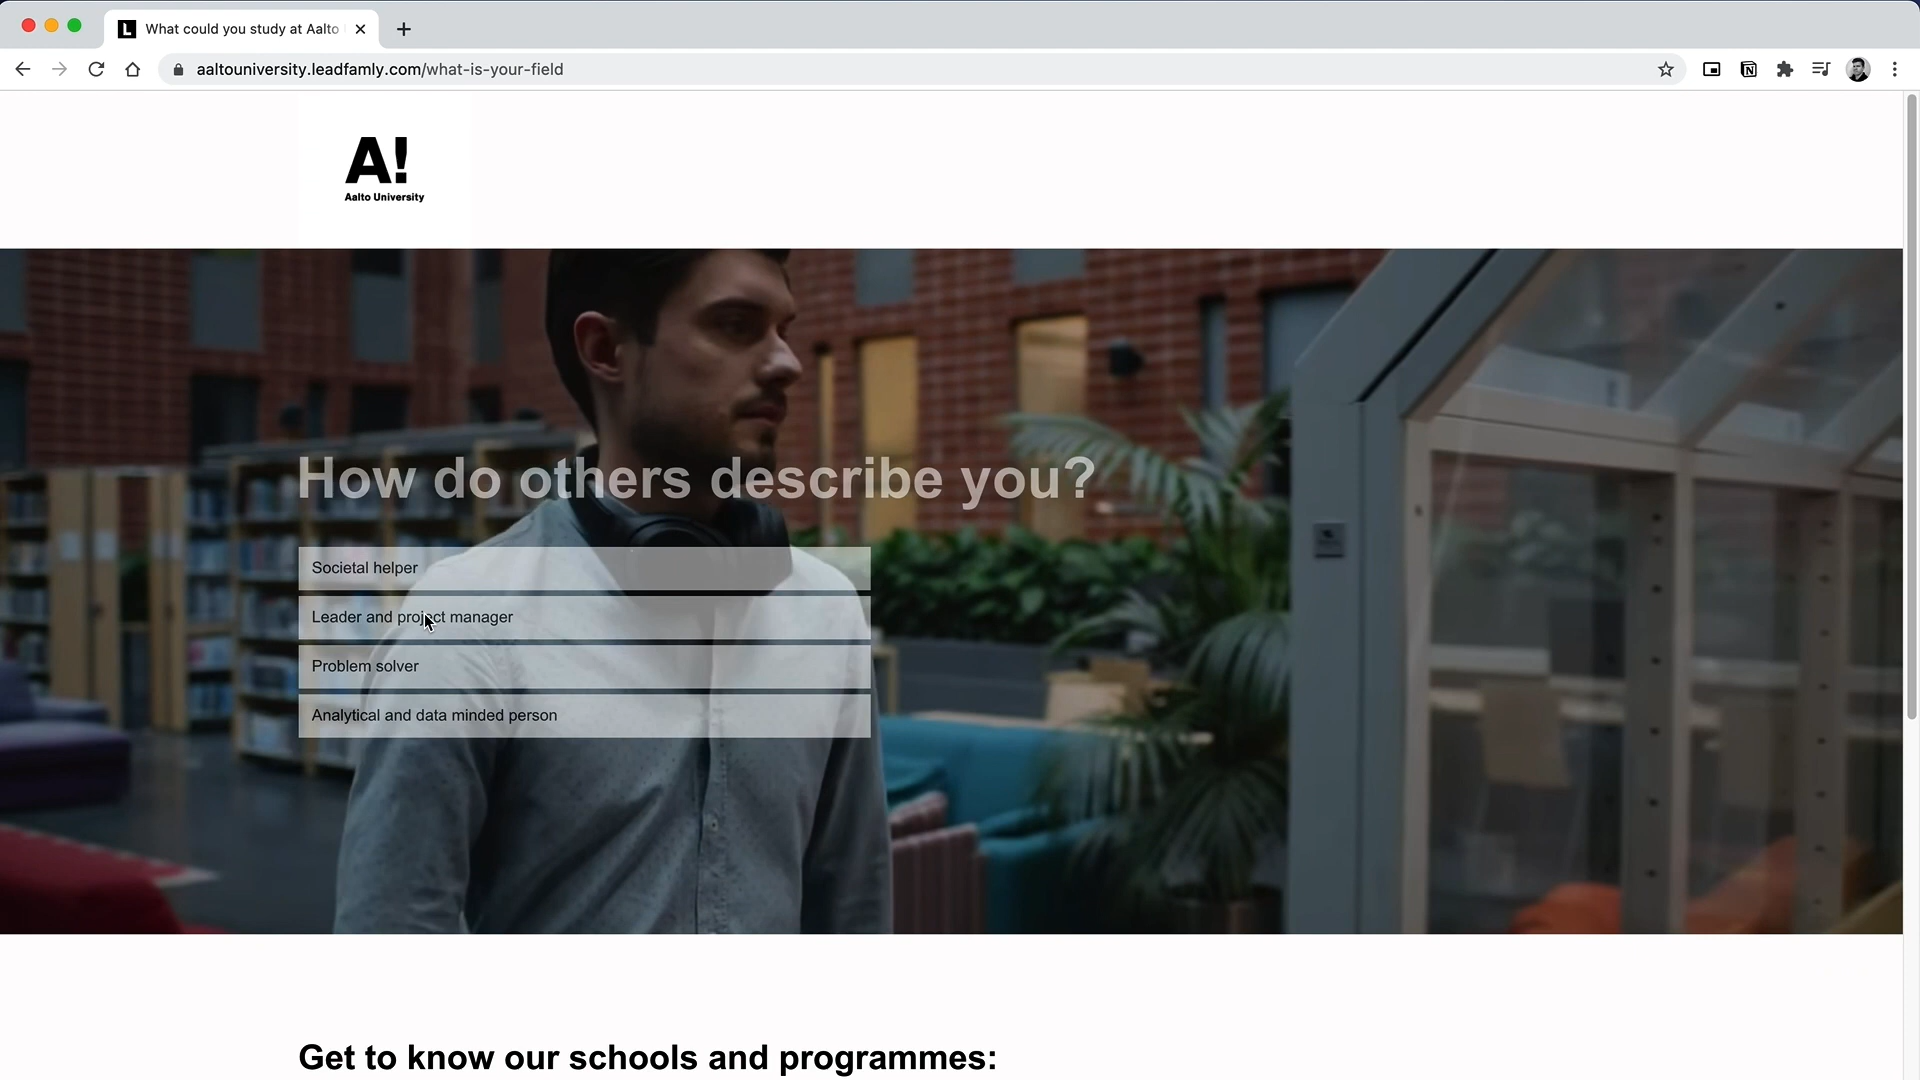 What could you study at Aalto
aaltouniversity.leadfamly.com/what-is-your-field
A!
Aalto University
How do others describe you?
Societal helper
Leader and project manager
Problem solver
Analytical and data minded person
Get to know our schools and programmes: